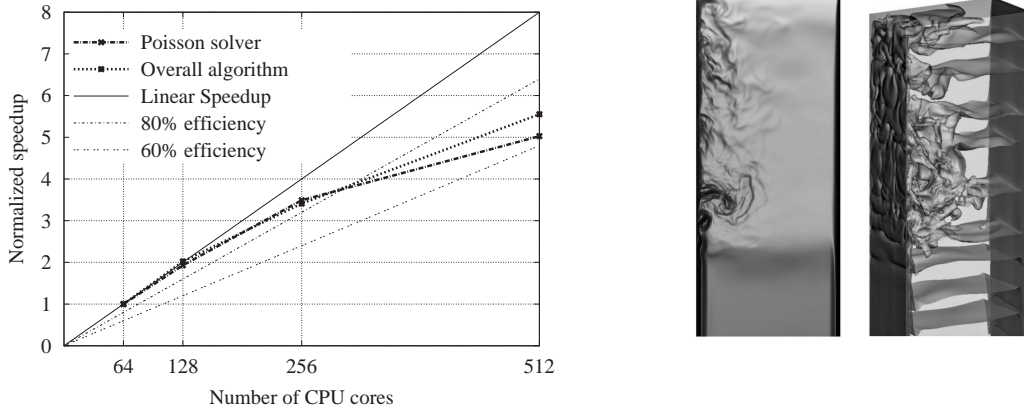 8
7
6
5
4
3
2
1
0
Normalized speedup
Poisson solver
Overall algorithm
Linear Speedup
80% efficiency
60% efficiency
64 128 256 512
Number of CPU cores